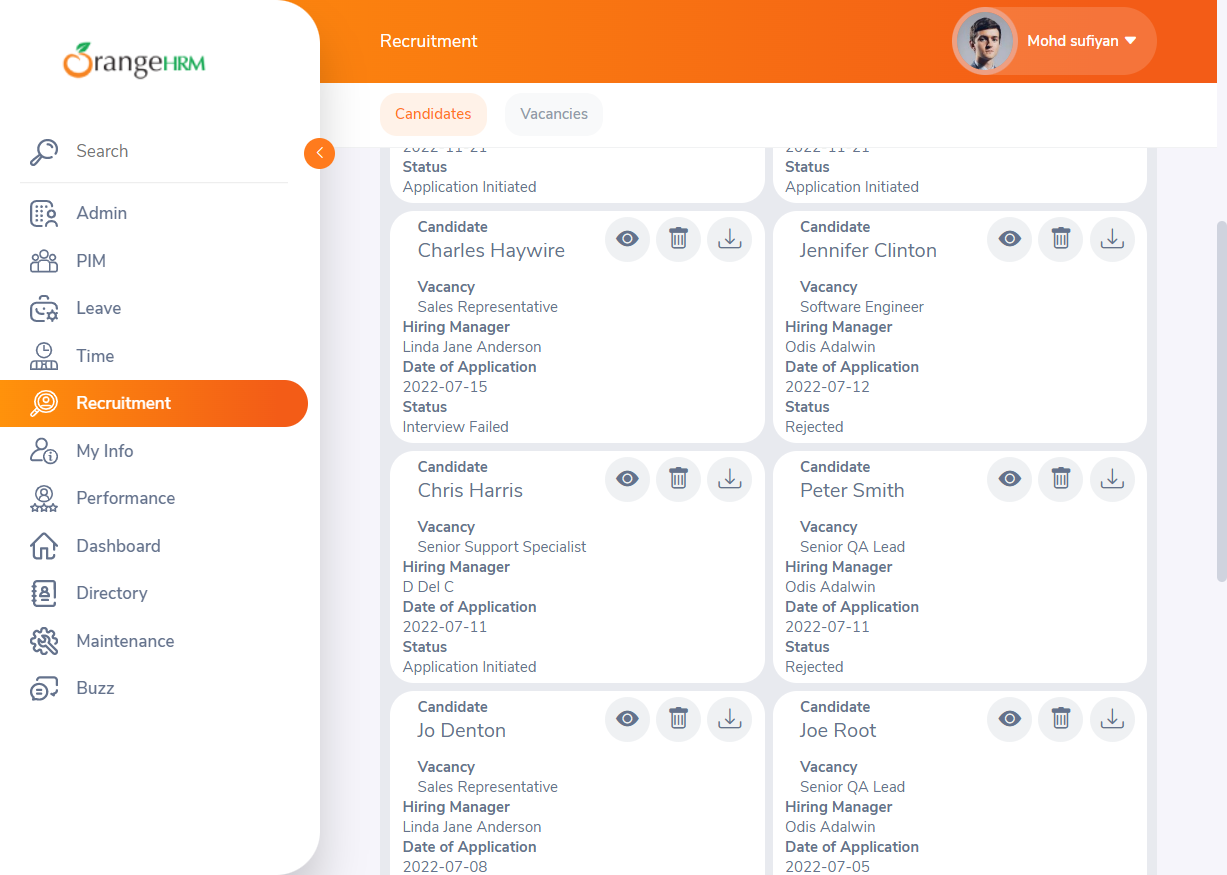 OrangeHRM
Search
Admin
PIM
Leave
Time
Recruitment
My Info
Performance
Dashboard
Directory
Maintenance
Buzz
Recruitment
Mohd sufiyan
Candidates
Vacancies
2022-11-21
Status
Application Initiated
2022-11-21
Status
Application Initiated
Candidate
Charles Haywire
Vacancy
Sales Representative
Hiring Manager
Linda Jane Anderson
Date of Application
2022-07-15
Status
Interview Failed
Candidate
Jennifer Clinton
Vacancy
Software Engineer
Hiring Manager
Odis Adalwin
Date of Application
2022-07-12
Status
Rejected
Candidate
Chris Harris
Vacancy
Senior Support Specialist
Hiring Manager
D Del C
Date of Application
2022-07-11
Status
Application Initiated
Candidate
Peter Smith
Vacancy
Senior QA Lead
Hiring Manager
Odis Adalwin
Date of Application
2022-07-11
Status
Rejected
Candidate
Jo Denton
Vacancy
Sales Representative
Hiring Manager
Linda Jane Anderson
Date of Application
2022-07-08
Candidate
Joe Root
Vacancy
Senior QA Lead
Hiring Manager
Odis Adalwin
Date of Application
2022-07-05